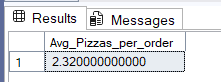 Results Messages
Avg_Pizzas_per_order
1 2.320000000000